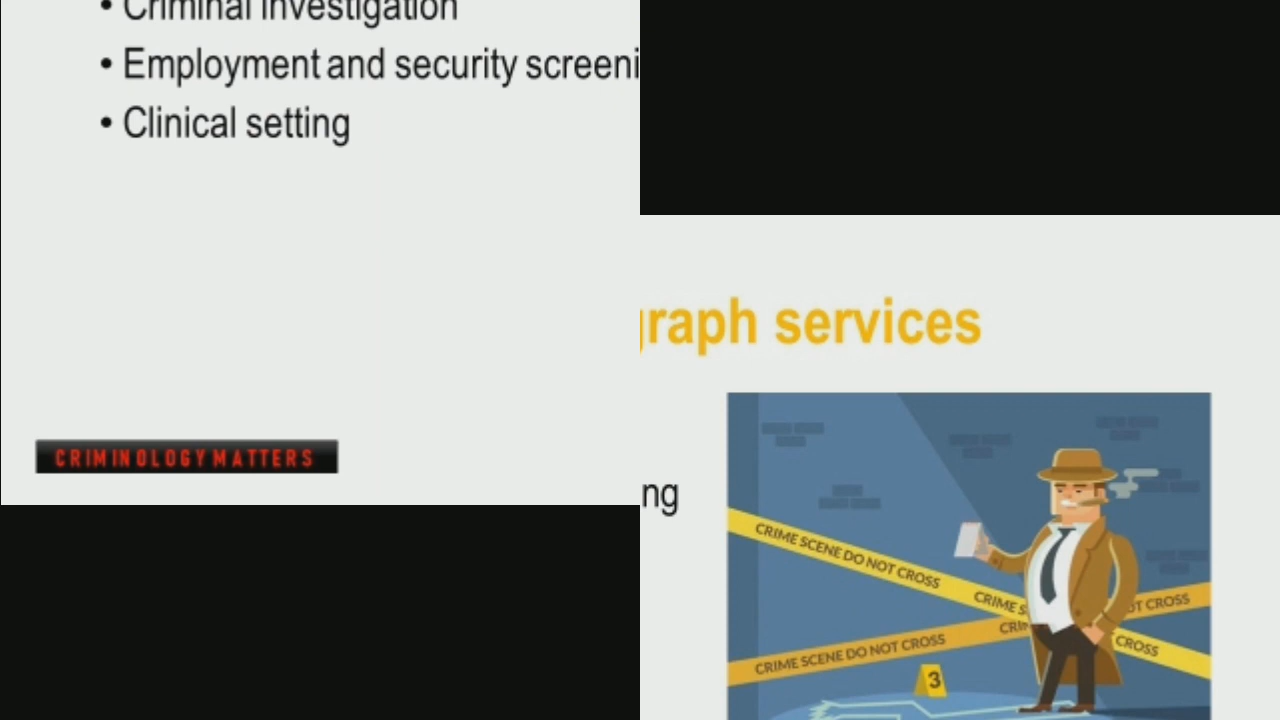 • Criminal investigation
• Employment and security screeni
• Clinical setting
CRIMINOLOGY MATTERS
graph services
ng
CRIME SCENE DO NOT CROSS
CRIME S
OT CROSS
CRIM
CROSS
CRIME SCENE DO NOT CROSS
3